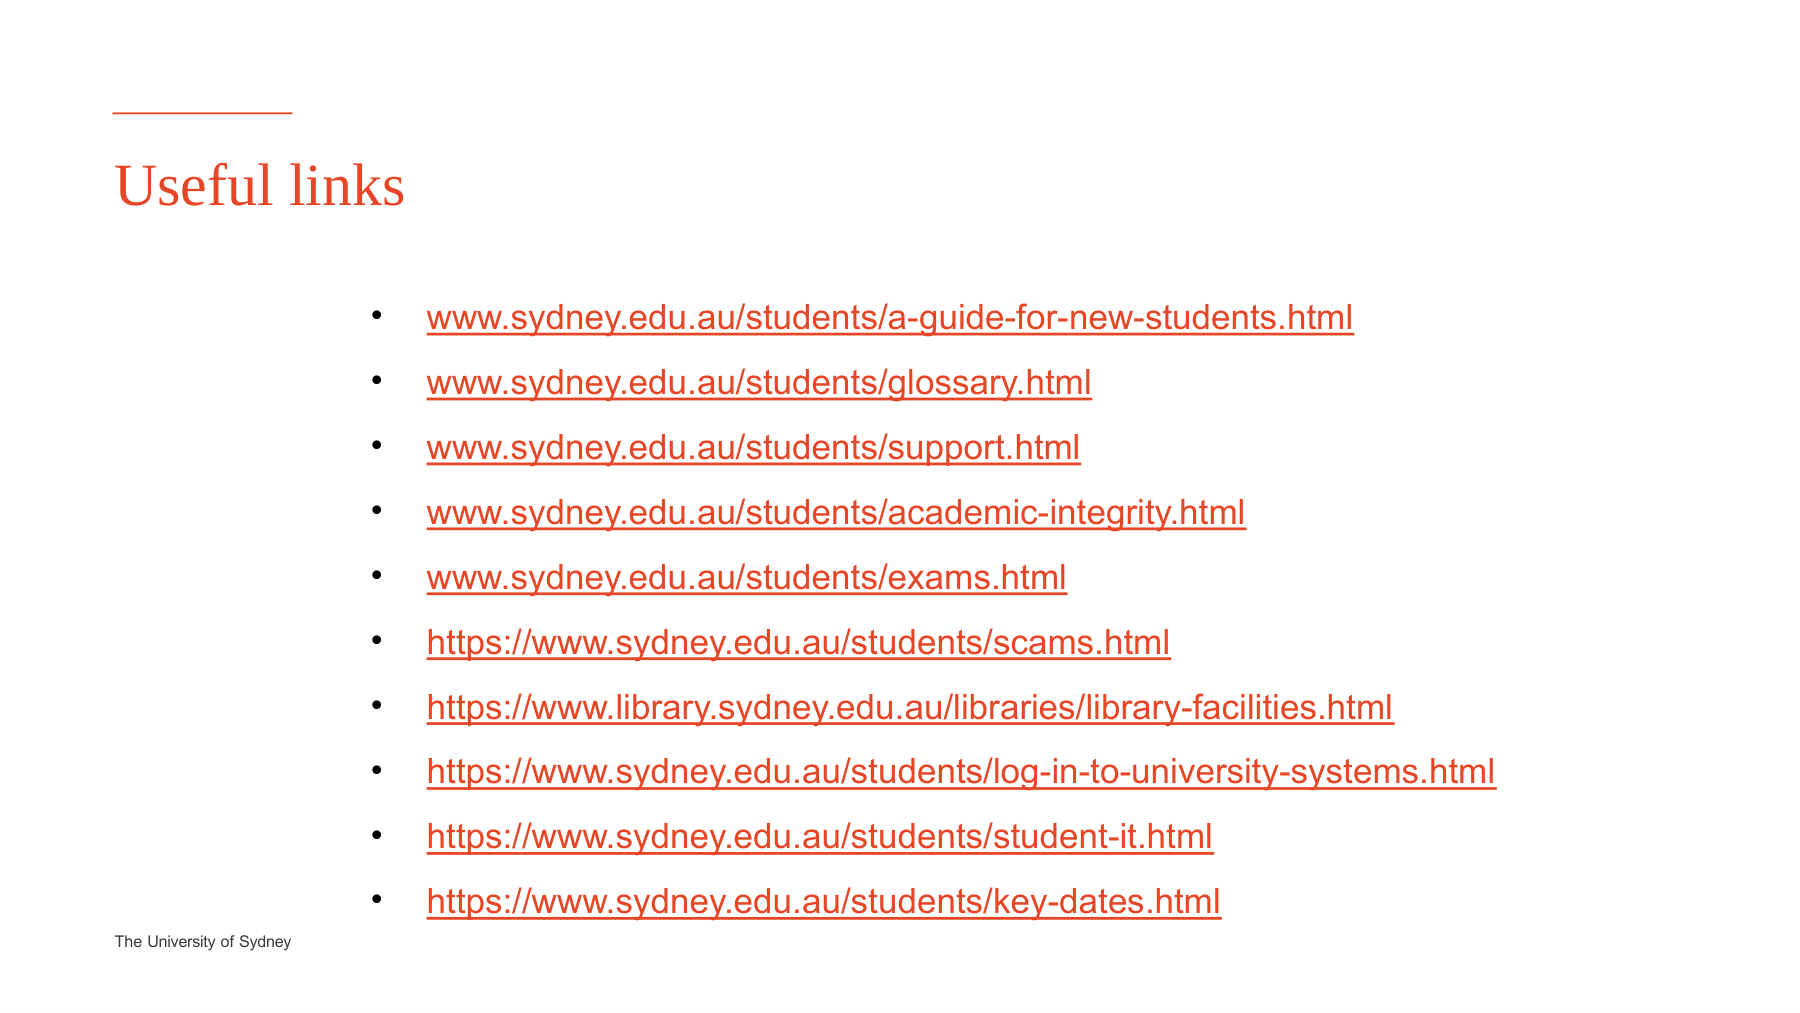 Useful links
• www.sydney.edu.au/students/a-guide-for-new-students.html
• www.sydney.edu.au/students/glossary.html
• www.sydney.edu.au/students/support.html
• www.sydney.edu.au/students/academic-integrity.html
• www.sydney.edu.au/students/exams.html
• https://www.sydney.edu.au/students/scams.html
• https://www.library.sydney.edu.au/libraries/library-facilities.html
• https://www.sydney.edu.au/students/log-in-to-university-systems.html
• https://www.sydney.edu.au/students/student-it.html
• https://www.sydney.edu.au/students/key-dates.html
The University of Sydney